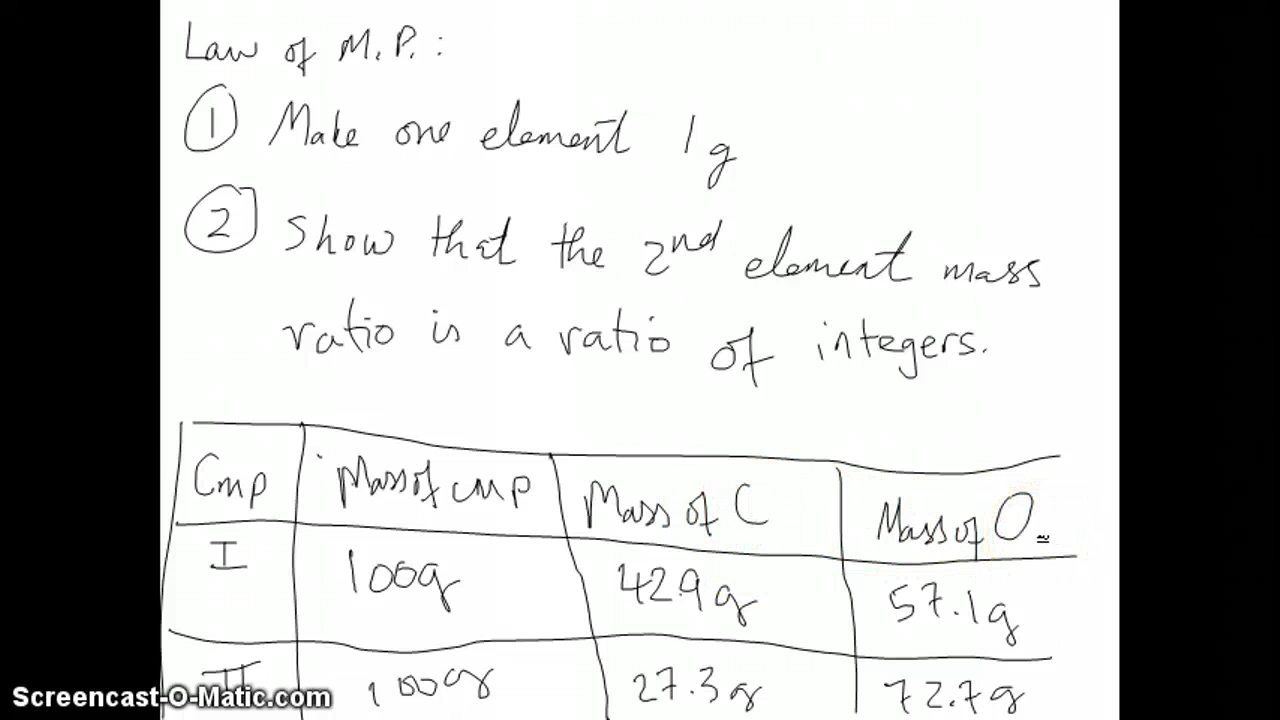 Law of M.P.:
① Make one element 1g
② Show that the 2nd element mass
ratio is a ratio of integers.
Cmp Mass of cmp Mass of C Mass of O
I 100g 42.9g 57.1g
II 100g 27.3g 72.7g
Screencast-O-Matic.com